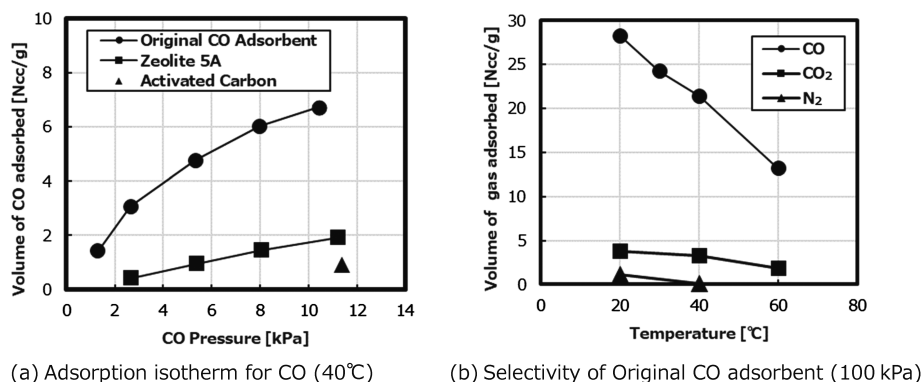 10
8
6
4
2
0
Volume of CO adsorbed [Ncc/g]
Original CO Adsorbent
Zeolite 5A
Activated Carbon
0 2 4 6 8 10 12 14
CO Pressure [kPa]
(a) Adsorption isotherm for CO (40℃)
30
25
20
15
10
5
0
Volume of gas adsorbed [Ncc/g]
CO
CO₂
N₂
0 20 40 60 80
Temperature [℃]
(b) Selectivity of Original CO adsorbent (100 kPa)